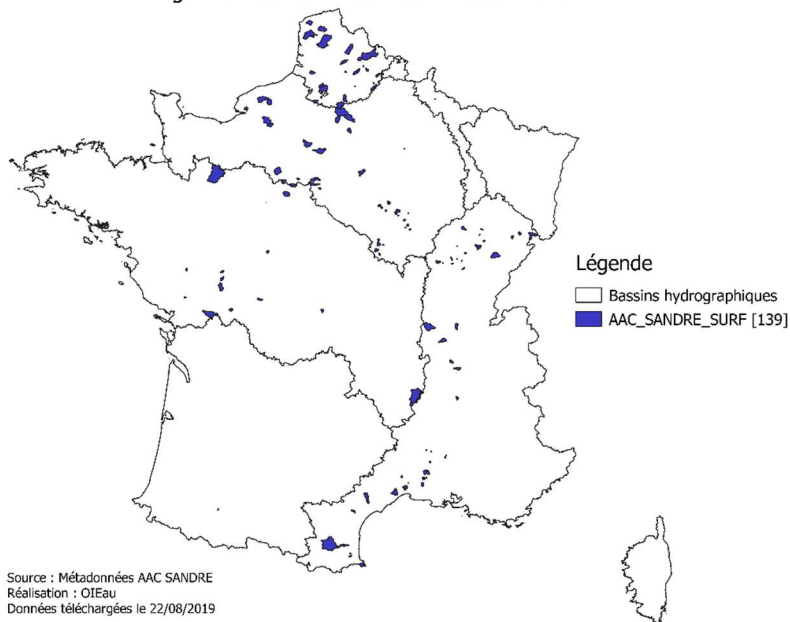 Légende
Bassins hydrographiques
AAC_SANDRE_SURF [139]
Source : Métadonnées AAC SANDRE
Réalisation : OIEau
Données téléchargées le 22/08/2019